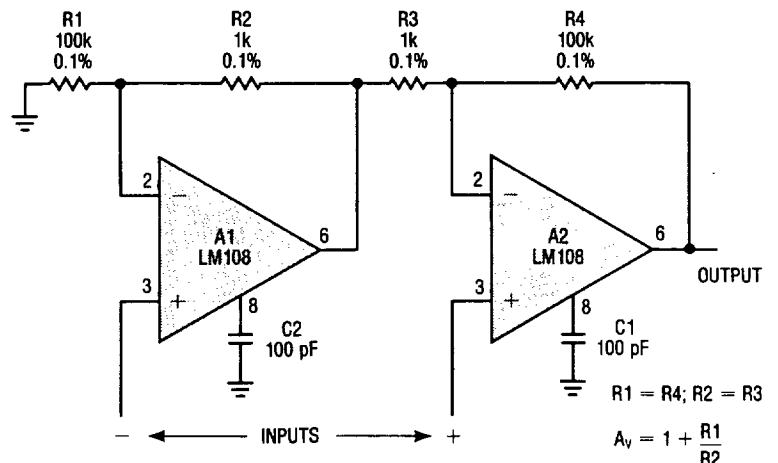 R1
100k
0.1%
R2
1k
0.1%
R3
1k
0.1%
R4
100k
0.1%
2
−
A1
LM108
6
3
+
8
C2
100 pF
2
−
A2
LM108
6
OUTPUT
3
+
8
C1
100 pF
− INPUTS +
R1 = R4; R2 = R3
Av = 1 + R1
R2